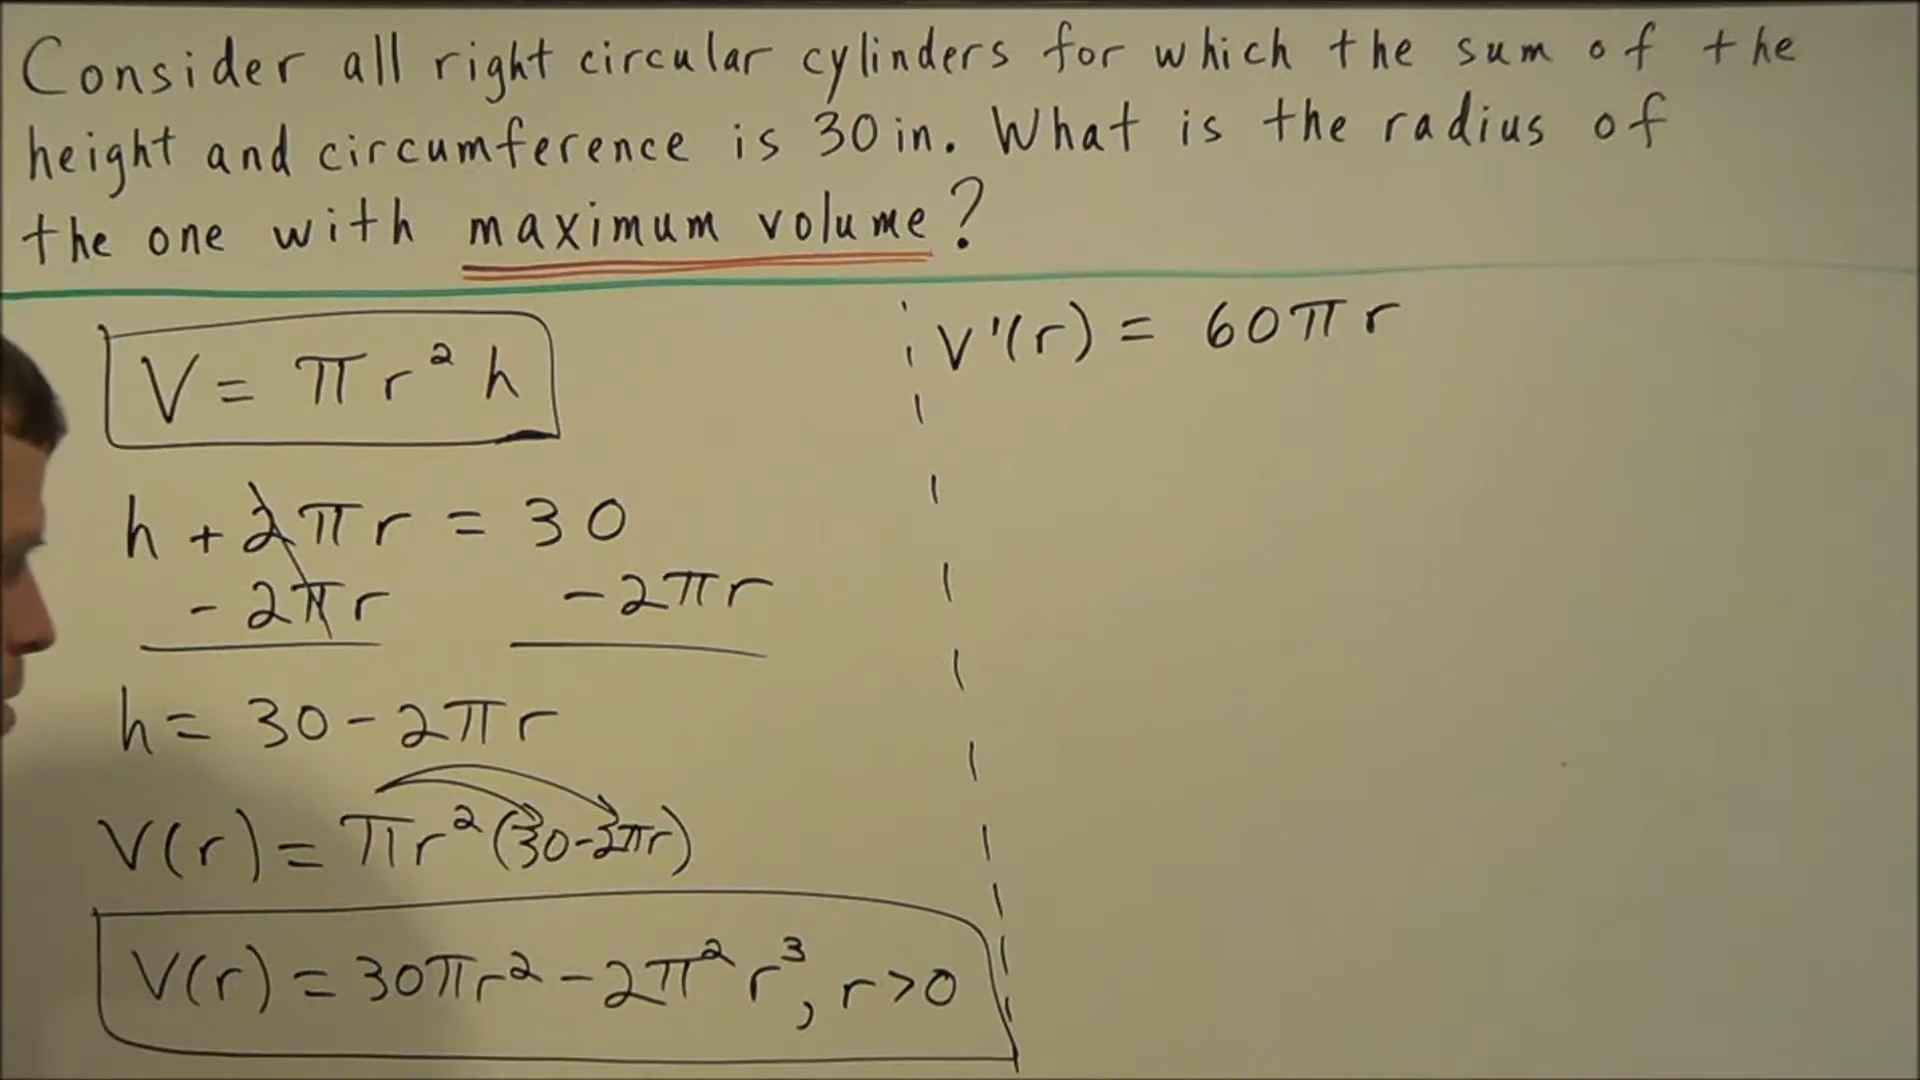 Consider all right circular cylinders for which the sum of the
height and circumference is 30 in. What is the radius of
the one with maximum volume?
V = πr²h
h + 2πr = 30
- 2πr - 2πr
h = 30 - 2πr
V(r) = πr²(30-2πr)
V(r) = 30πr² - 2π²r³, r>0
V'(r) = 60πr